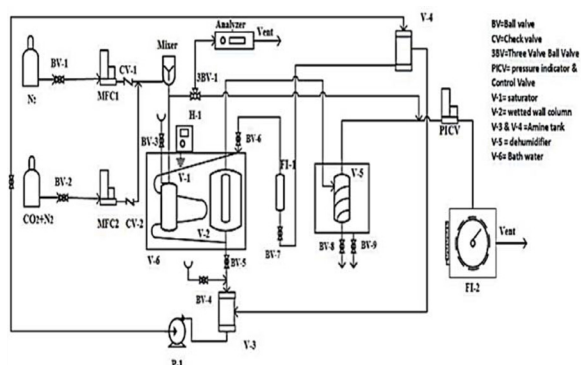 V-4
Analyzer
Vent
Mixer
BV-1
CV-1
3BV-1
N₂
MFC1
H-1
BV-3
BV-6
PICV
V-1
FI-1
V-5
BV-2
CO2+N2
MFC2
CV-2
V-2
V-6
BV-5
BV-7
BV-8
BV-9
Vent
BV-4
FI-2
V-3
P-1
BV=Ball valve
CV=Check valve
3BV=Three Valve Ball Valve
PICV= pressure indicator &
Control Valve
V-1= saturator
V-2= wetted wall column
V-3 & V-4 =Amine tank
V-5 = dehumidifier
V-6= Bath water